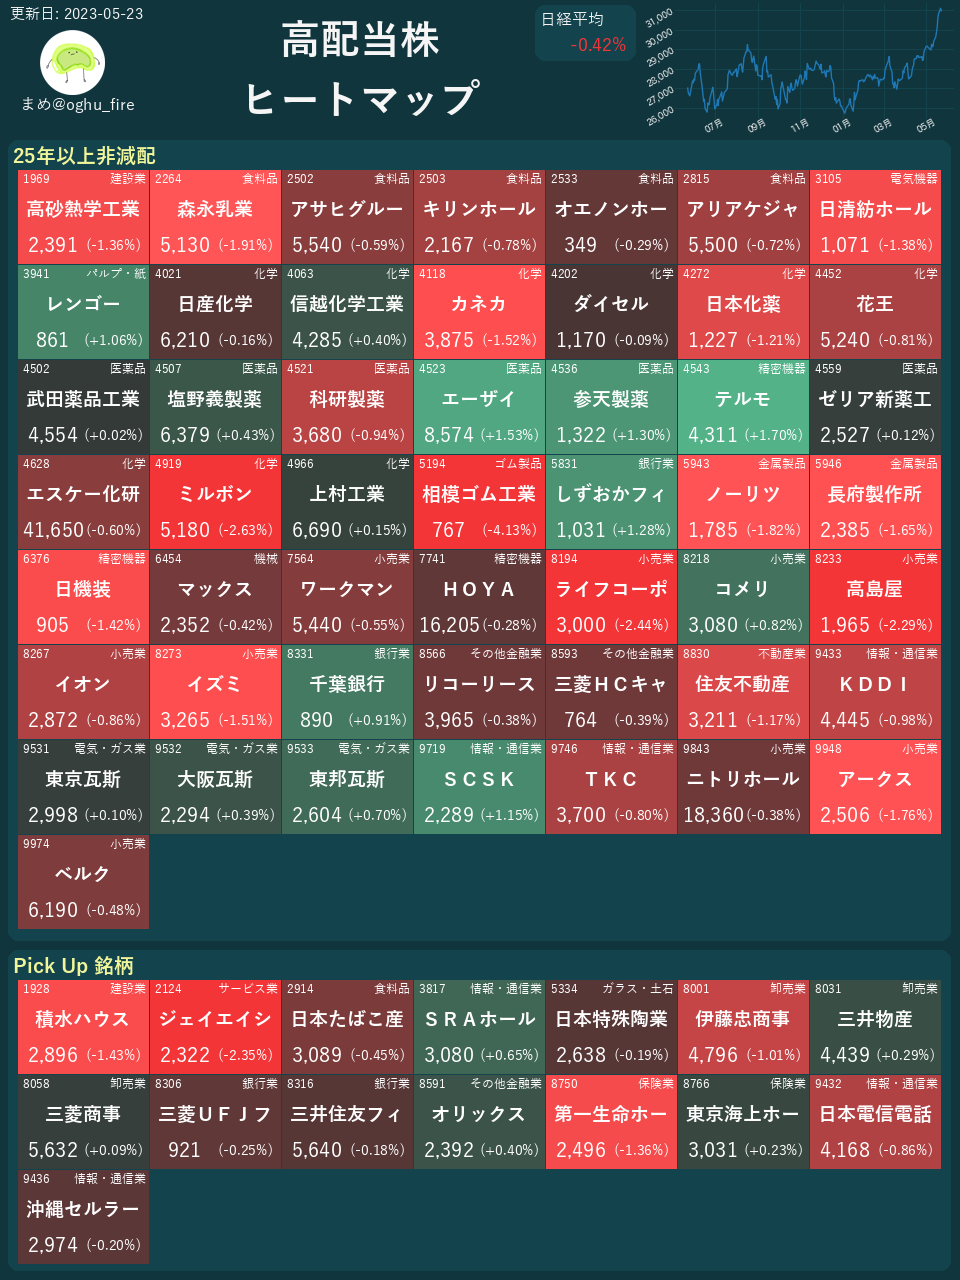 更新日: 2023-05-23
まめ@oghu_fire
高配当株
ヒートマップ
日経平均
-0.42%
31,000
30,000
29,000
28,000
27,000
26,000
07月 09月 11月 01月 03月 05月
25年以上非減配
1969 建設業 2264 食料品 2502 食料品 2503 食料品 2533 食料品 2815 食料品 3105 電気機器
高砂熱学工業 森永乳業 アサヒグルー キリンホール オエノンホー アリアケジャ 日清紡ホール
2,391 (-1.36%) 5,130 (-1.91%) 5,540 (-0.59%) 2,167 (-0.78%) 349 (-0.29%) 5,500 (-0.72%) 1,071 (-1.38%)
3941 パルプ・紙 4021 化学 4063 化学 4118 化学 4202 化学 4272 化学 4452 化学
レンゴー 日産化学 信越化学工業 カネカ ダイセル 日本化薬 花王
861 (+1.06%) 6,210 (-0.16%) 4,285 (+0.40%) 3,875 (-1.52%) 1,170 (-0.09%) 1,227 (-1.21%) 5,240 (-0.81%)
4502 医薬品 4507 医薬品 4521 医薬品 4523 医薬品 4536 医薬品 4543 精密機器 4559 医薬品
武田薬品工業 塩野義製薬 科研製薬 エーザイ 参天製薬 テルモ ゼリア新薬工
4,554 (+0.02%) 6,379 (+0.43%) 3,680 (-0.94%) 8,574 (+1.53%) 1,322 (+1.30%) 4,311 (+1.70%) 2,527 (+0.12%)
4628 化学 4919 化学 4966 化学 5194 ゴム製品 5831 銀行業 5943 金属製品 5946 金属製品
エスケー化研 ミルボン 上村工業 相模ゴム工業 しずおかフィ ノーリツ 長府製作所
41,650 (-0.60%) 5,180 (-2.63%) 6,690 (+0.15%) 767 (-4.13%) 1,031 (+1.28%) 1,785 (-1.82%) 2,385 (-1.65%)
6376 精密機器 6454 機械 7564 小売業 7741 精密機器 8194 小売業 8218 小売業 8233 小売業
日機装 マックス ワークマン ＨＯＹＡ ライフコーポ コメリ 高島屋
905 (-1.42%) 2,352 (-0.42%) 5,440 (-0.55%) 16,205 (-0.28%) 3,000 (-2.44%) 3,080 (+0.82%) 1,965 (-2.29%)
8267 小売業 8273 小売業 8331 銀行業 8566 その他金融業 8593 その他金融業 8830 不動産業 9433 情報・通信業
イオン イズミ 千葉銀行 リコーリース 三菱ＨＣキャ 住友不動産 ＫＤＤＩ
2,872 (-0.86%) 3,265 (-1.51%) 890 (+0.91%) 3,965 (-0.38%) 764 (-0.39%) 3,211 (-1.17%) 4,445 (-0.98%)
9531 電気・ガス業 9532 電気・ガス業 9533 電気・ガス業 9719 情報・通信業 9746 情報・通信業 9843 小売業 9948 小売業
東京瓦斯 大阪瓦斯 東邦瓦斯 ＳＣＳＫ ＴＫＣ ニトリホール アークス
2,998 (+0.10%) 2,294 (+0.39%) 2,604 (+0.70%) 2,289 (+1.15%) 3,700 (-0.80%) 18,360 (-0.38%) 2,506 (-1.76%)
9974 小売業
ベルク
6,190 (-0.48%)
Pick Up 銘柄
1928 建設業 2124 サービス業 2914 食料品 3817 情報・通信業 5334 ガラス・土石 8001 卸売業 8031 卸売業
積水ハウス ジェイエイシ 日本たばこ産 ＳＲＡホール 日本特殊陶業 伊藤忠商事 三井物産
2,896 (-1.43%) 2,322 (-2.35%) 3,089 (-0.45%) 3,080 (+0.65%) 2,638 (-0.19%) 4,796 (-1.01%) 4,439 (+0.29%)
8058 卸売業 8306 銀行業 8316 銀行業 8591 その他金融業 8750 保険業 8766 保険業 9432 情報・通信業
三菱商事 三菱ＵＦＪフ 三井住友フィ オリックス 第一生命ホー 東京海上ホー 日本電信電話
5,632 (+0.09%) 921 (-0.25%) 5,640 (-0.18%) 2,392 (+0.40%) 2,496 (-1.36%) 3,031 (+0.23%) 4,168 (-0.86%)
9436 情報・通信業
沖縄セルラー
2,974 (-0.20%)